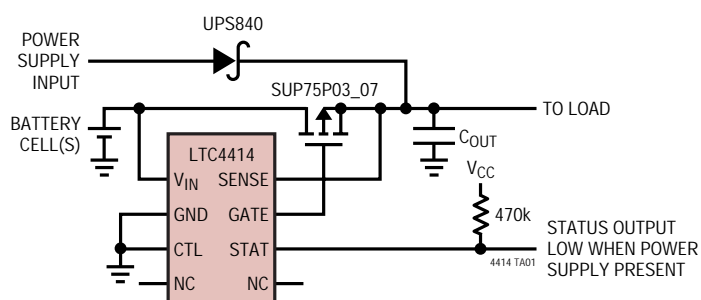 UPS840
POWER
SUPPLY
INPUT
SUP75P03_07
TO LOAD
BATTERY
CELL(S)
COUT
LTC4414
VCC
VIN
SENSE
GND
GATE
470k
CTL
STAT
STATUS OUTPUT
LOW WHEN POWER
SUPPLY PRESENT
4414 TA01
NC
NC